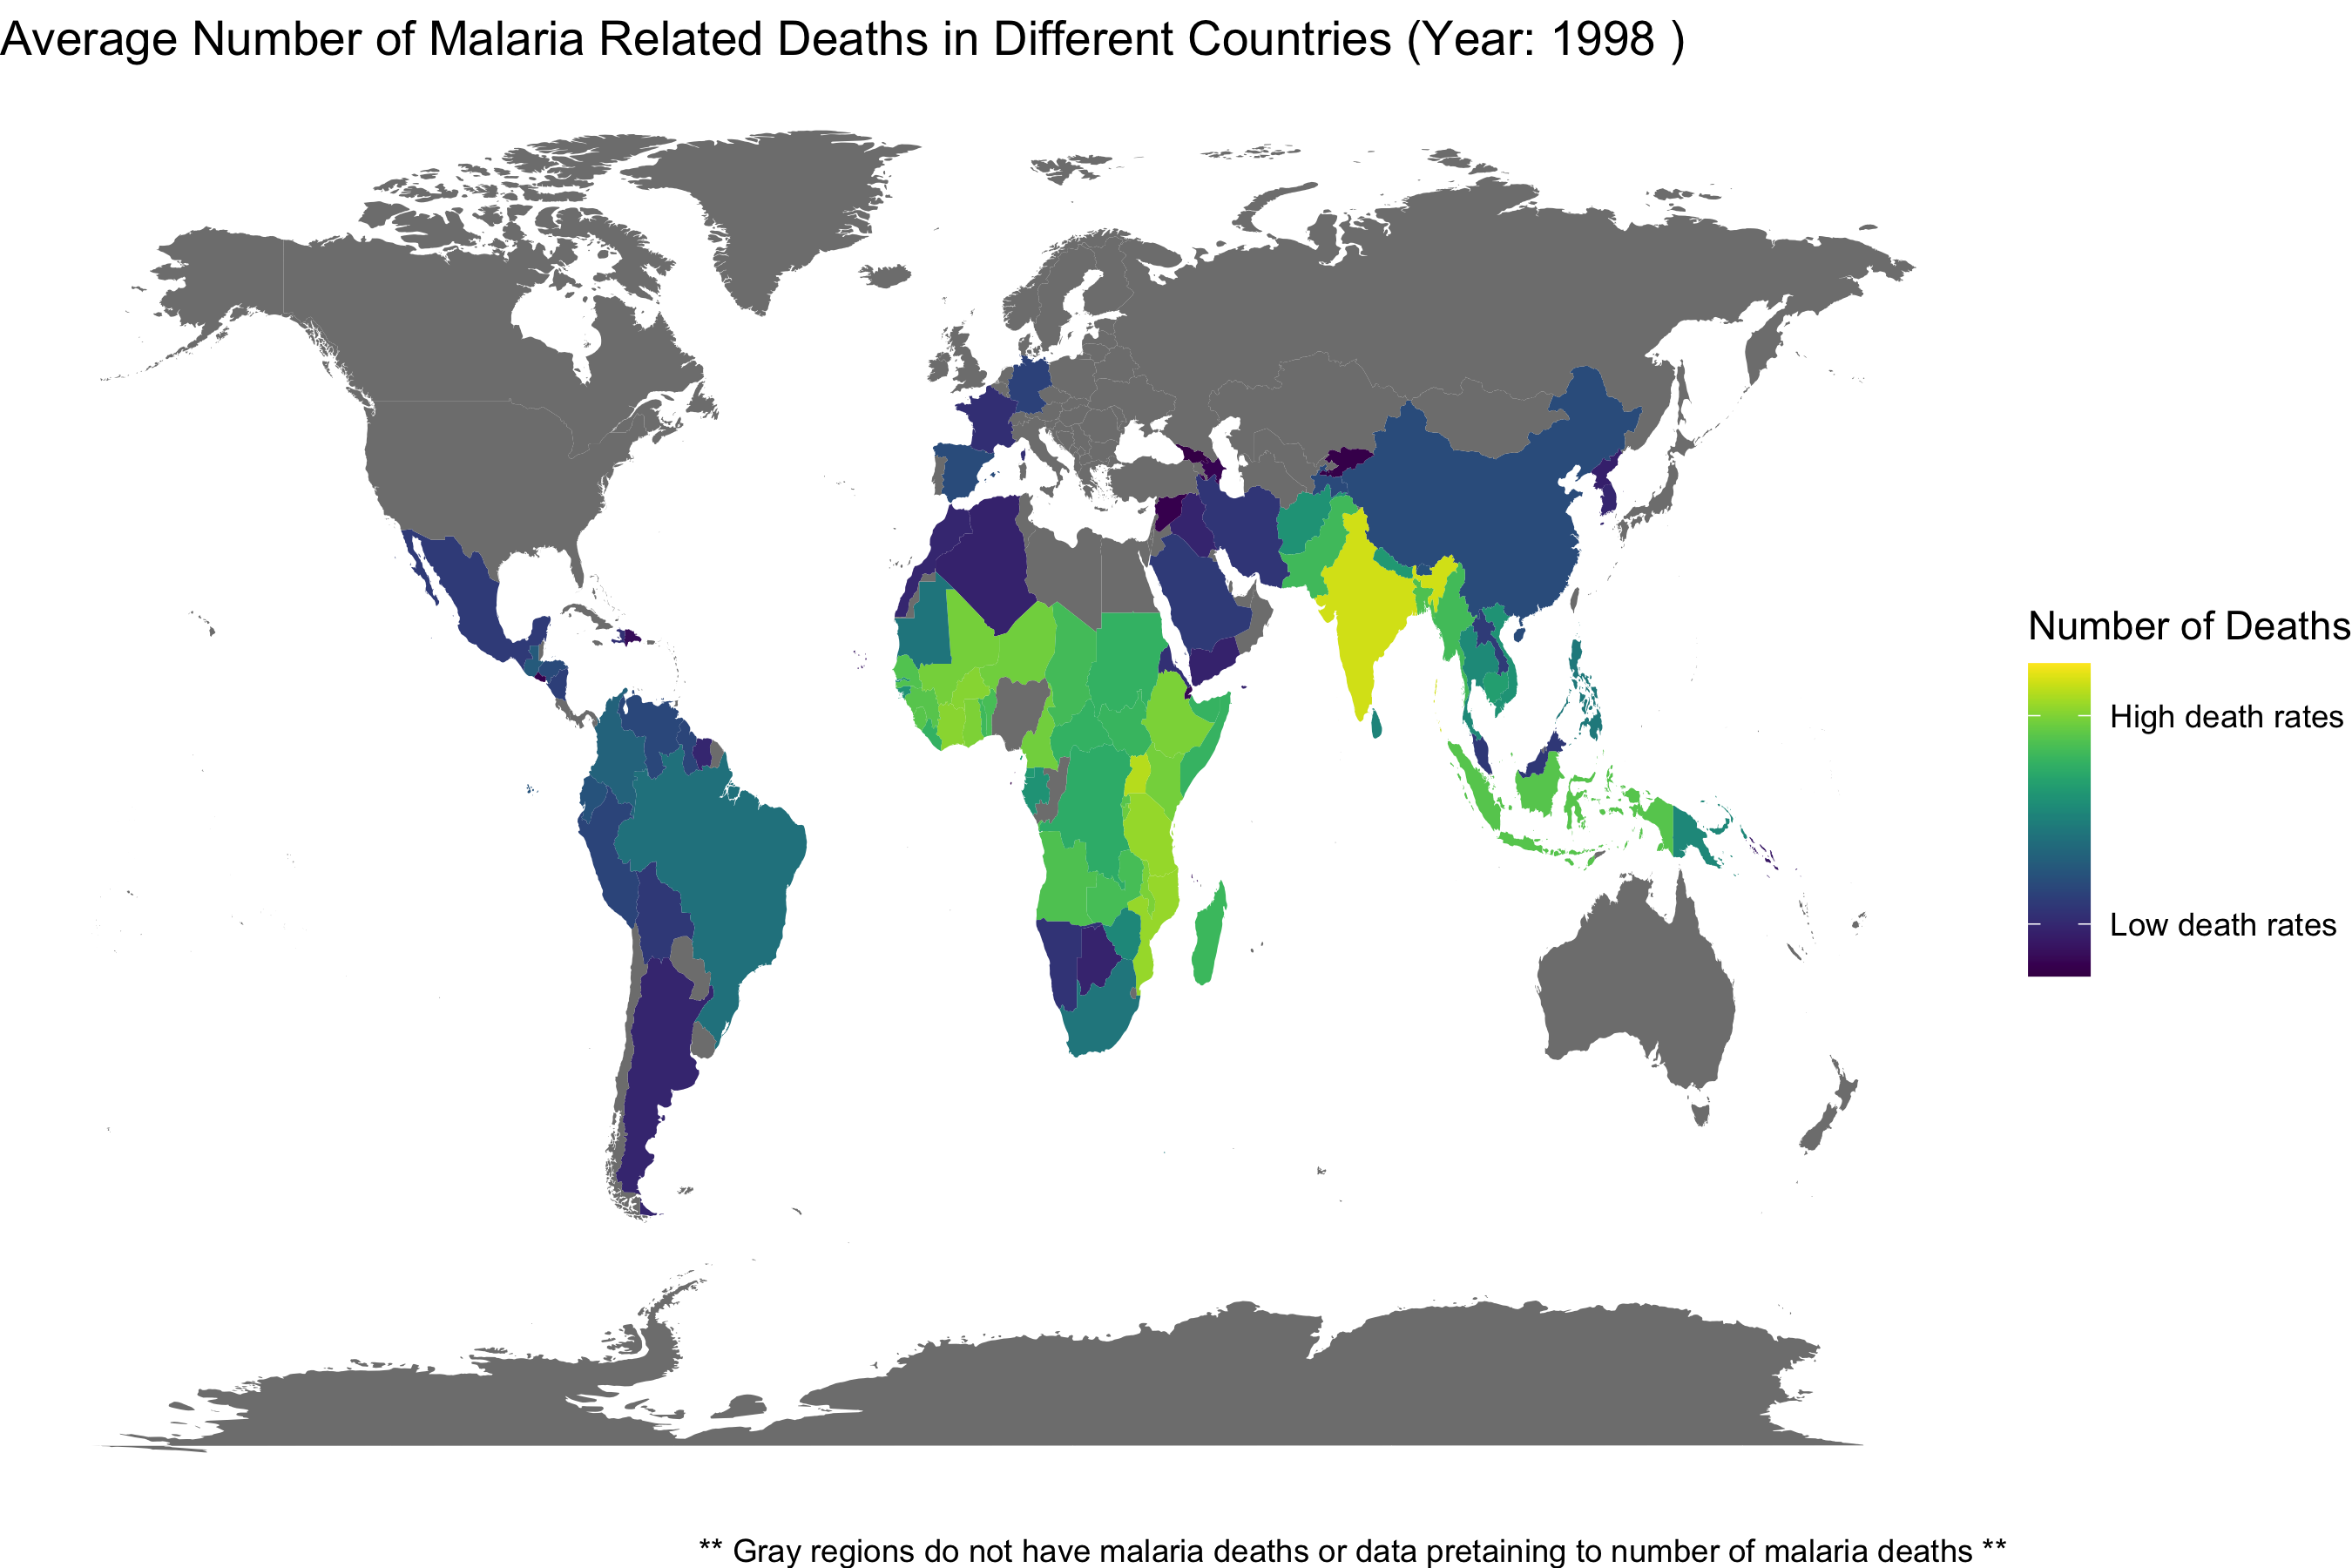 Average Number of Malaria Related Deaths in Different Countries (Year: 1998 )
Number of Deaths
High death rates
Low death rates
** Gray regions do not have malaria deaths or data pretaining to number of malaria deaths **